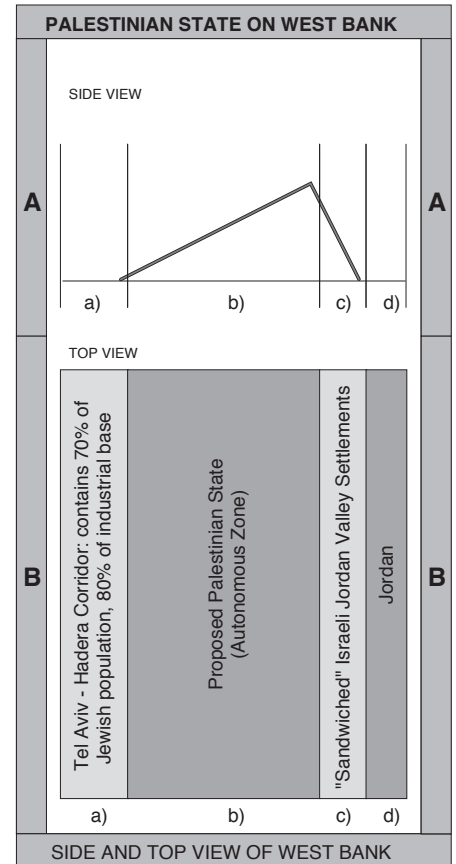 PALESTINIAN STATE ON WEST BANK
SIDE VIEW
A
A
a)
b)
c)
d)
TOP VIEW
B
B
Tel Aviv - Hadera Corridor: contains 70% of
Jewish population, 80% of industrial base
Proposed Palestinian State
(Autonomous Zone)
"Sandwiched" Israeli Jordan Valley Settlements
Jordan
a)
b)
c)
d)
SIDE AND TOP VIEW OF WEST BANK